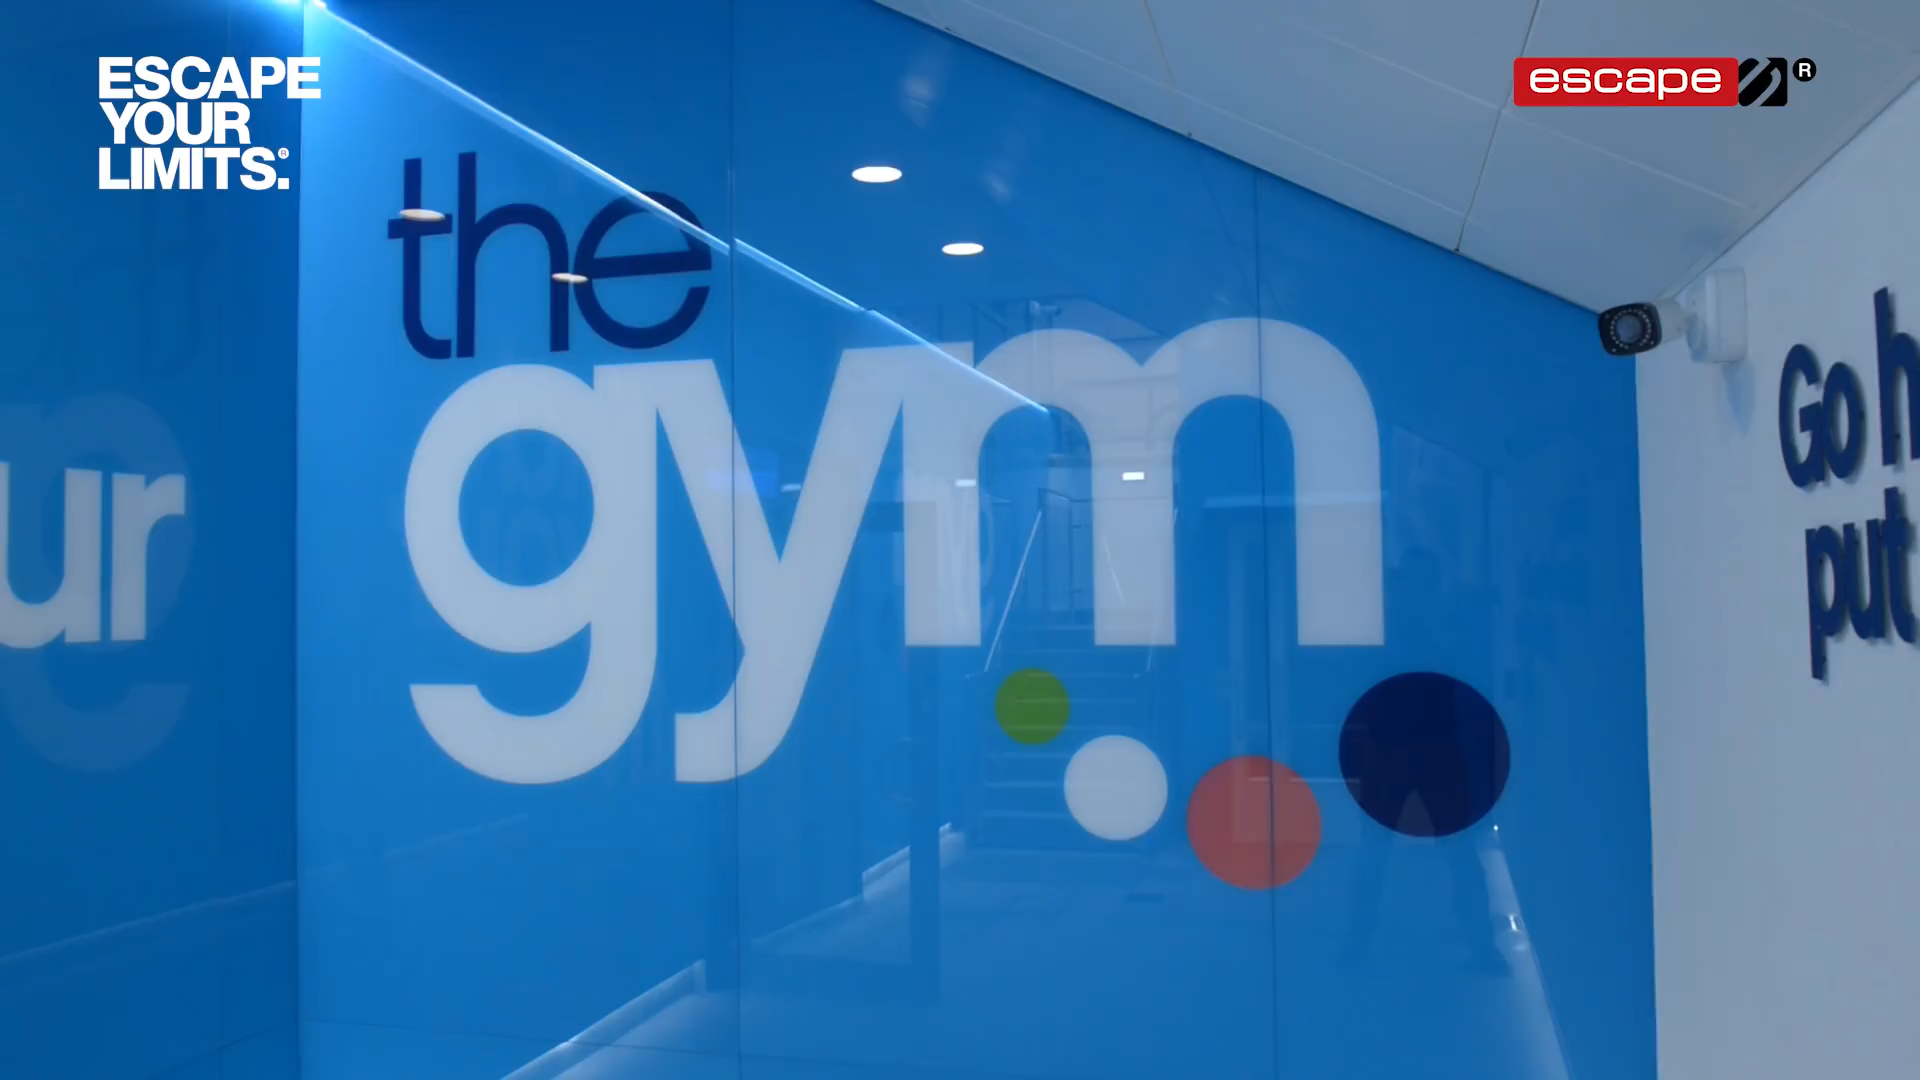 ESCAPE
YOUR
LIMITS.
escape
the
gym
ur
Go h
put